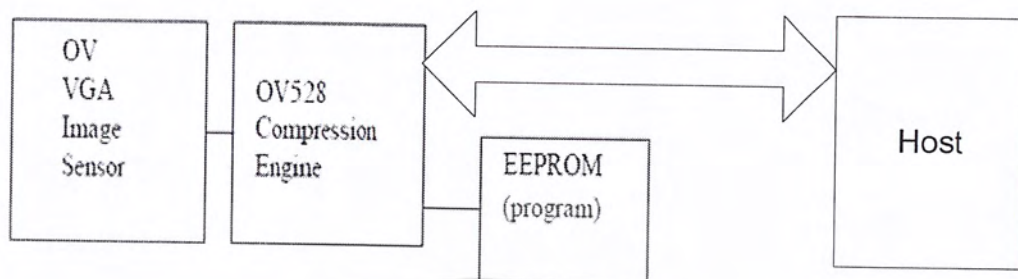 OV
VGA
Image
Sensor
OV528
Compression
Engine
EEPROM
(program)
Host